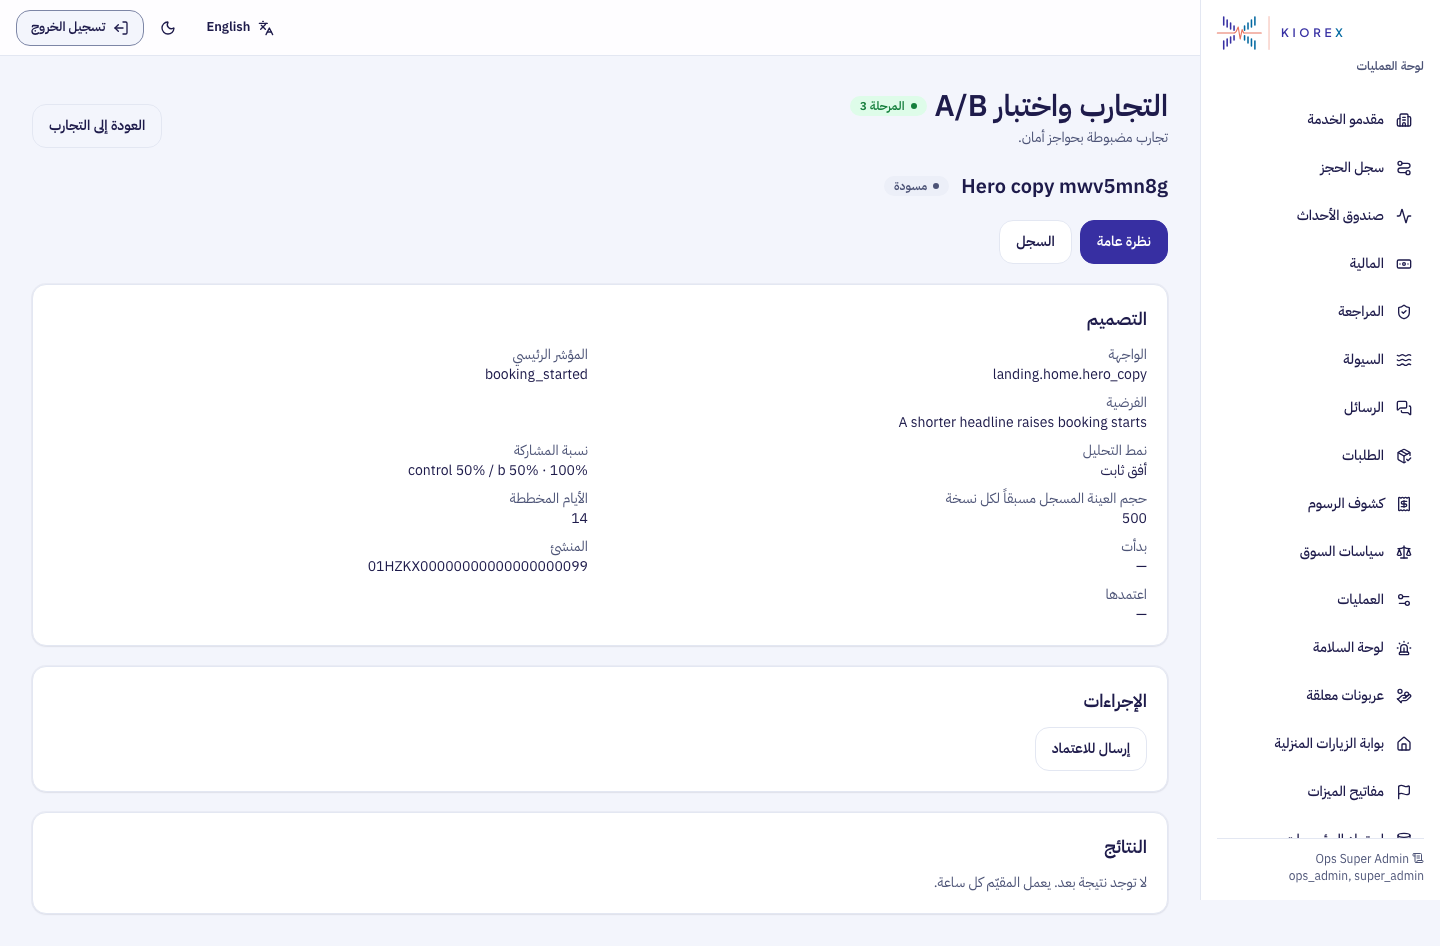 KIOREX
لوحة العمليات
مقدمو الخدمة
سجل الحجز
صندوق الأحداث
المالية
المراجعة
السيولة
الرسائل
الطلبات
كشوف الرسوم
سياسات السوق
العمليات
لوحة السلامة
عربونات معلقة
بوابة الزيارات المنزلية
مفاتيح الميزات
Ops Super Admin
ops_admin, super_admin
English
تسجيل الخروج
التجارب واختبار A/B
المرحلة 3
تجارب مضبوطة بحواجز أمان.
العودة إلى التجارب
Hero copy mwv5mn8g
مسودة
نظرة عامة
السجل
التصميم
الواجهة
landing.home.hero_copy
المؤشر الرئيسي
booking_started
الفرضية
A shorter headline raises booking starts
نمط التحليل
أفق ثابت
نسبة المشاركة
control 50% / b 50% · 100%
حجم العينة المسجل مسبقاً لكل نسخة
500
الأيام المخططة
14
بدأت
—
المنشئ
01HZKX00000000000000000099
اعتمدها
—
الإجراءات
إرسال للاعتماد
النتائج
لا توجد نتيجة بعد. يعمل المقيّم كل ساعة.